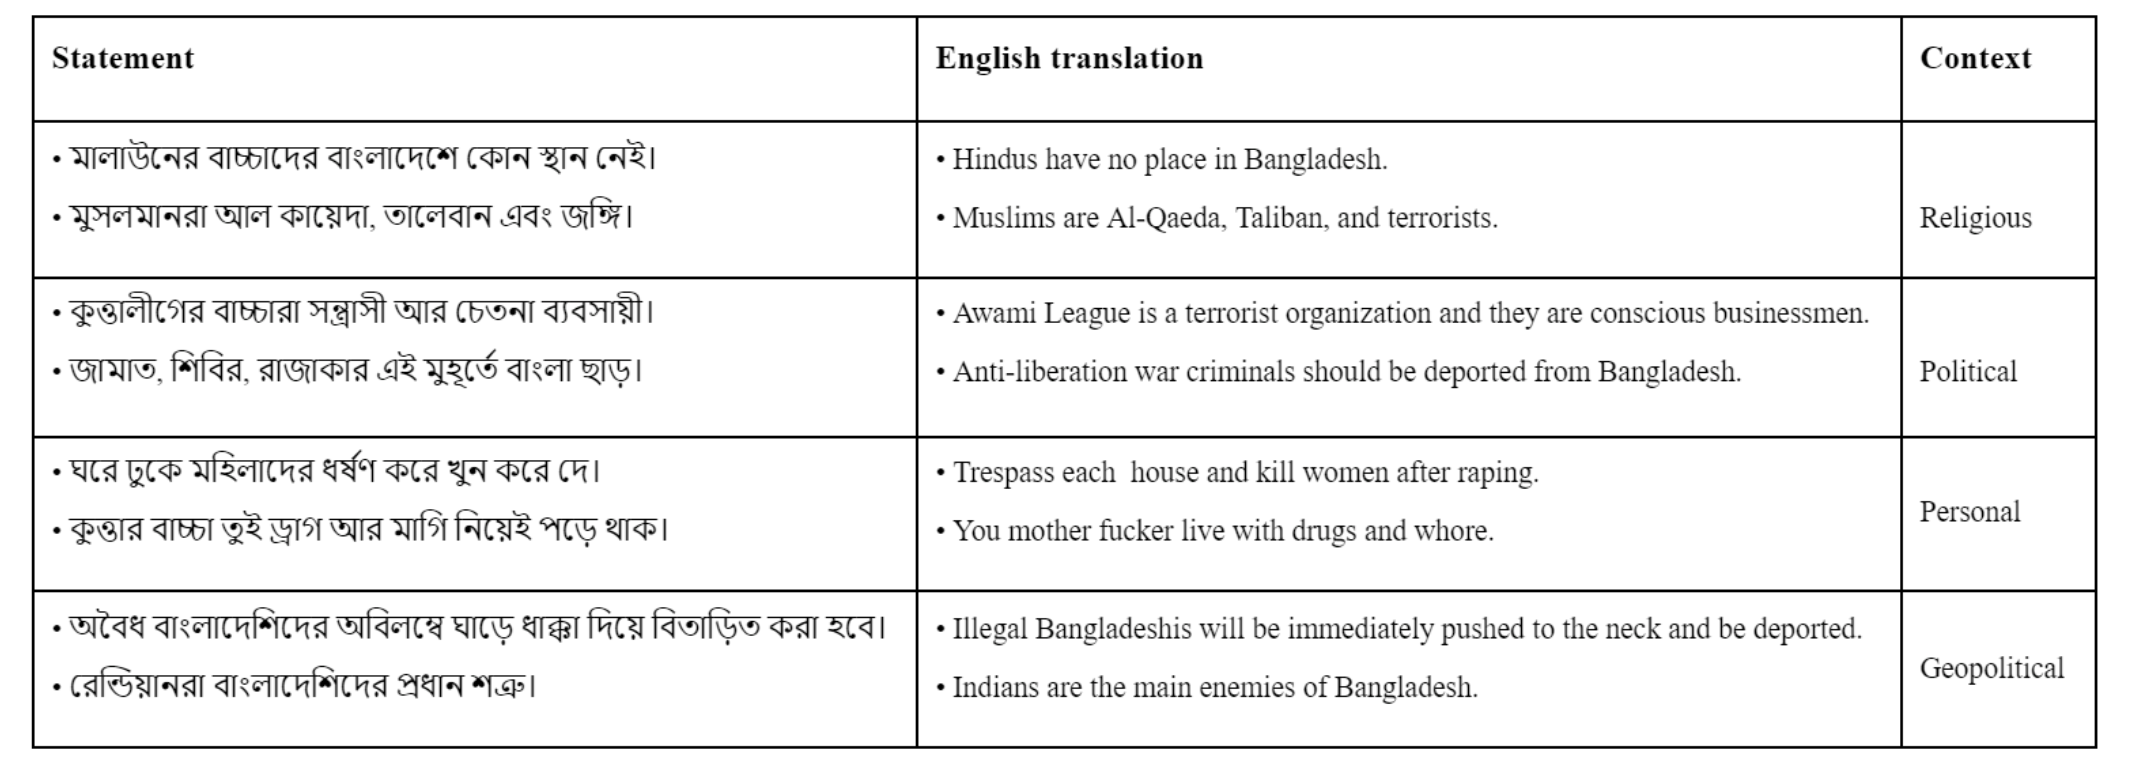 Statement English translation Context
• মালাউনের বাচ্চাদের বাংলাদেশে কোন স্থান নেই। • Hindus have no place in Bangladesh.
• মুসলমানরা আল কায়েদা, তালেবান এবং জঙ্গি। • Muslims are Al-Qaeda, Taliban, and terrorists. Religious
• কুত্তালীগের বাচ্চারা সন্ত্রাসী আর চেতনা ব্যবসায়ী। • Awami League is a terrorist organization and they are conscious businessmen.
• জামাত, শিবির, রাজাকার এই মুহূর্তে বাংলা ছাড়। • Anti-liberation war criminals should be deported from Bangladesh. Political
• ঘরে ঢুকে মহিলাদের ধর্ষণ করে খুন করে দে। • Trespass each house and kill women after raping.
Personal
• কুত্তার বাচ্চা তুই ড্রাগ আর মাগি নিয়েই পড়ে থাক। • You mother fucker live with drugs and whore.
• অবৈধ বাংলাদেশিদের অবিলম্বে ঘাড়ে ধাক্কা দিয়ে বিতাড়িত করা হবে। • Illegal Bangladeshis will be immediately pushed to the neck and be deported.
Geopolitical
• রেন্ডিয়ানরা বাংলাদেশিদের প্রধান শত্রু। • Indians are the main enemies of Bangladesh.